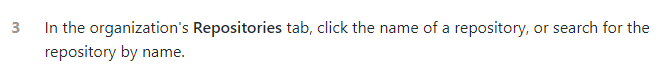 3 In the organization's Repositories tab, click the name of a repository, or search for the
repository by name.